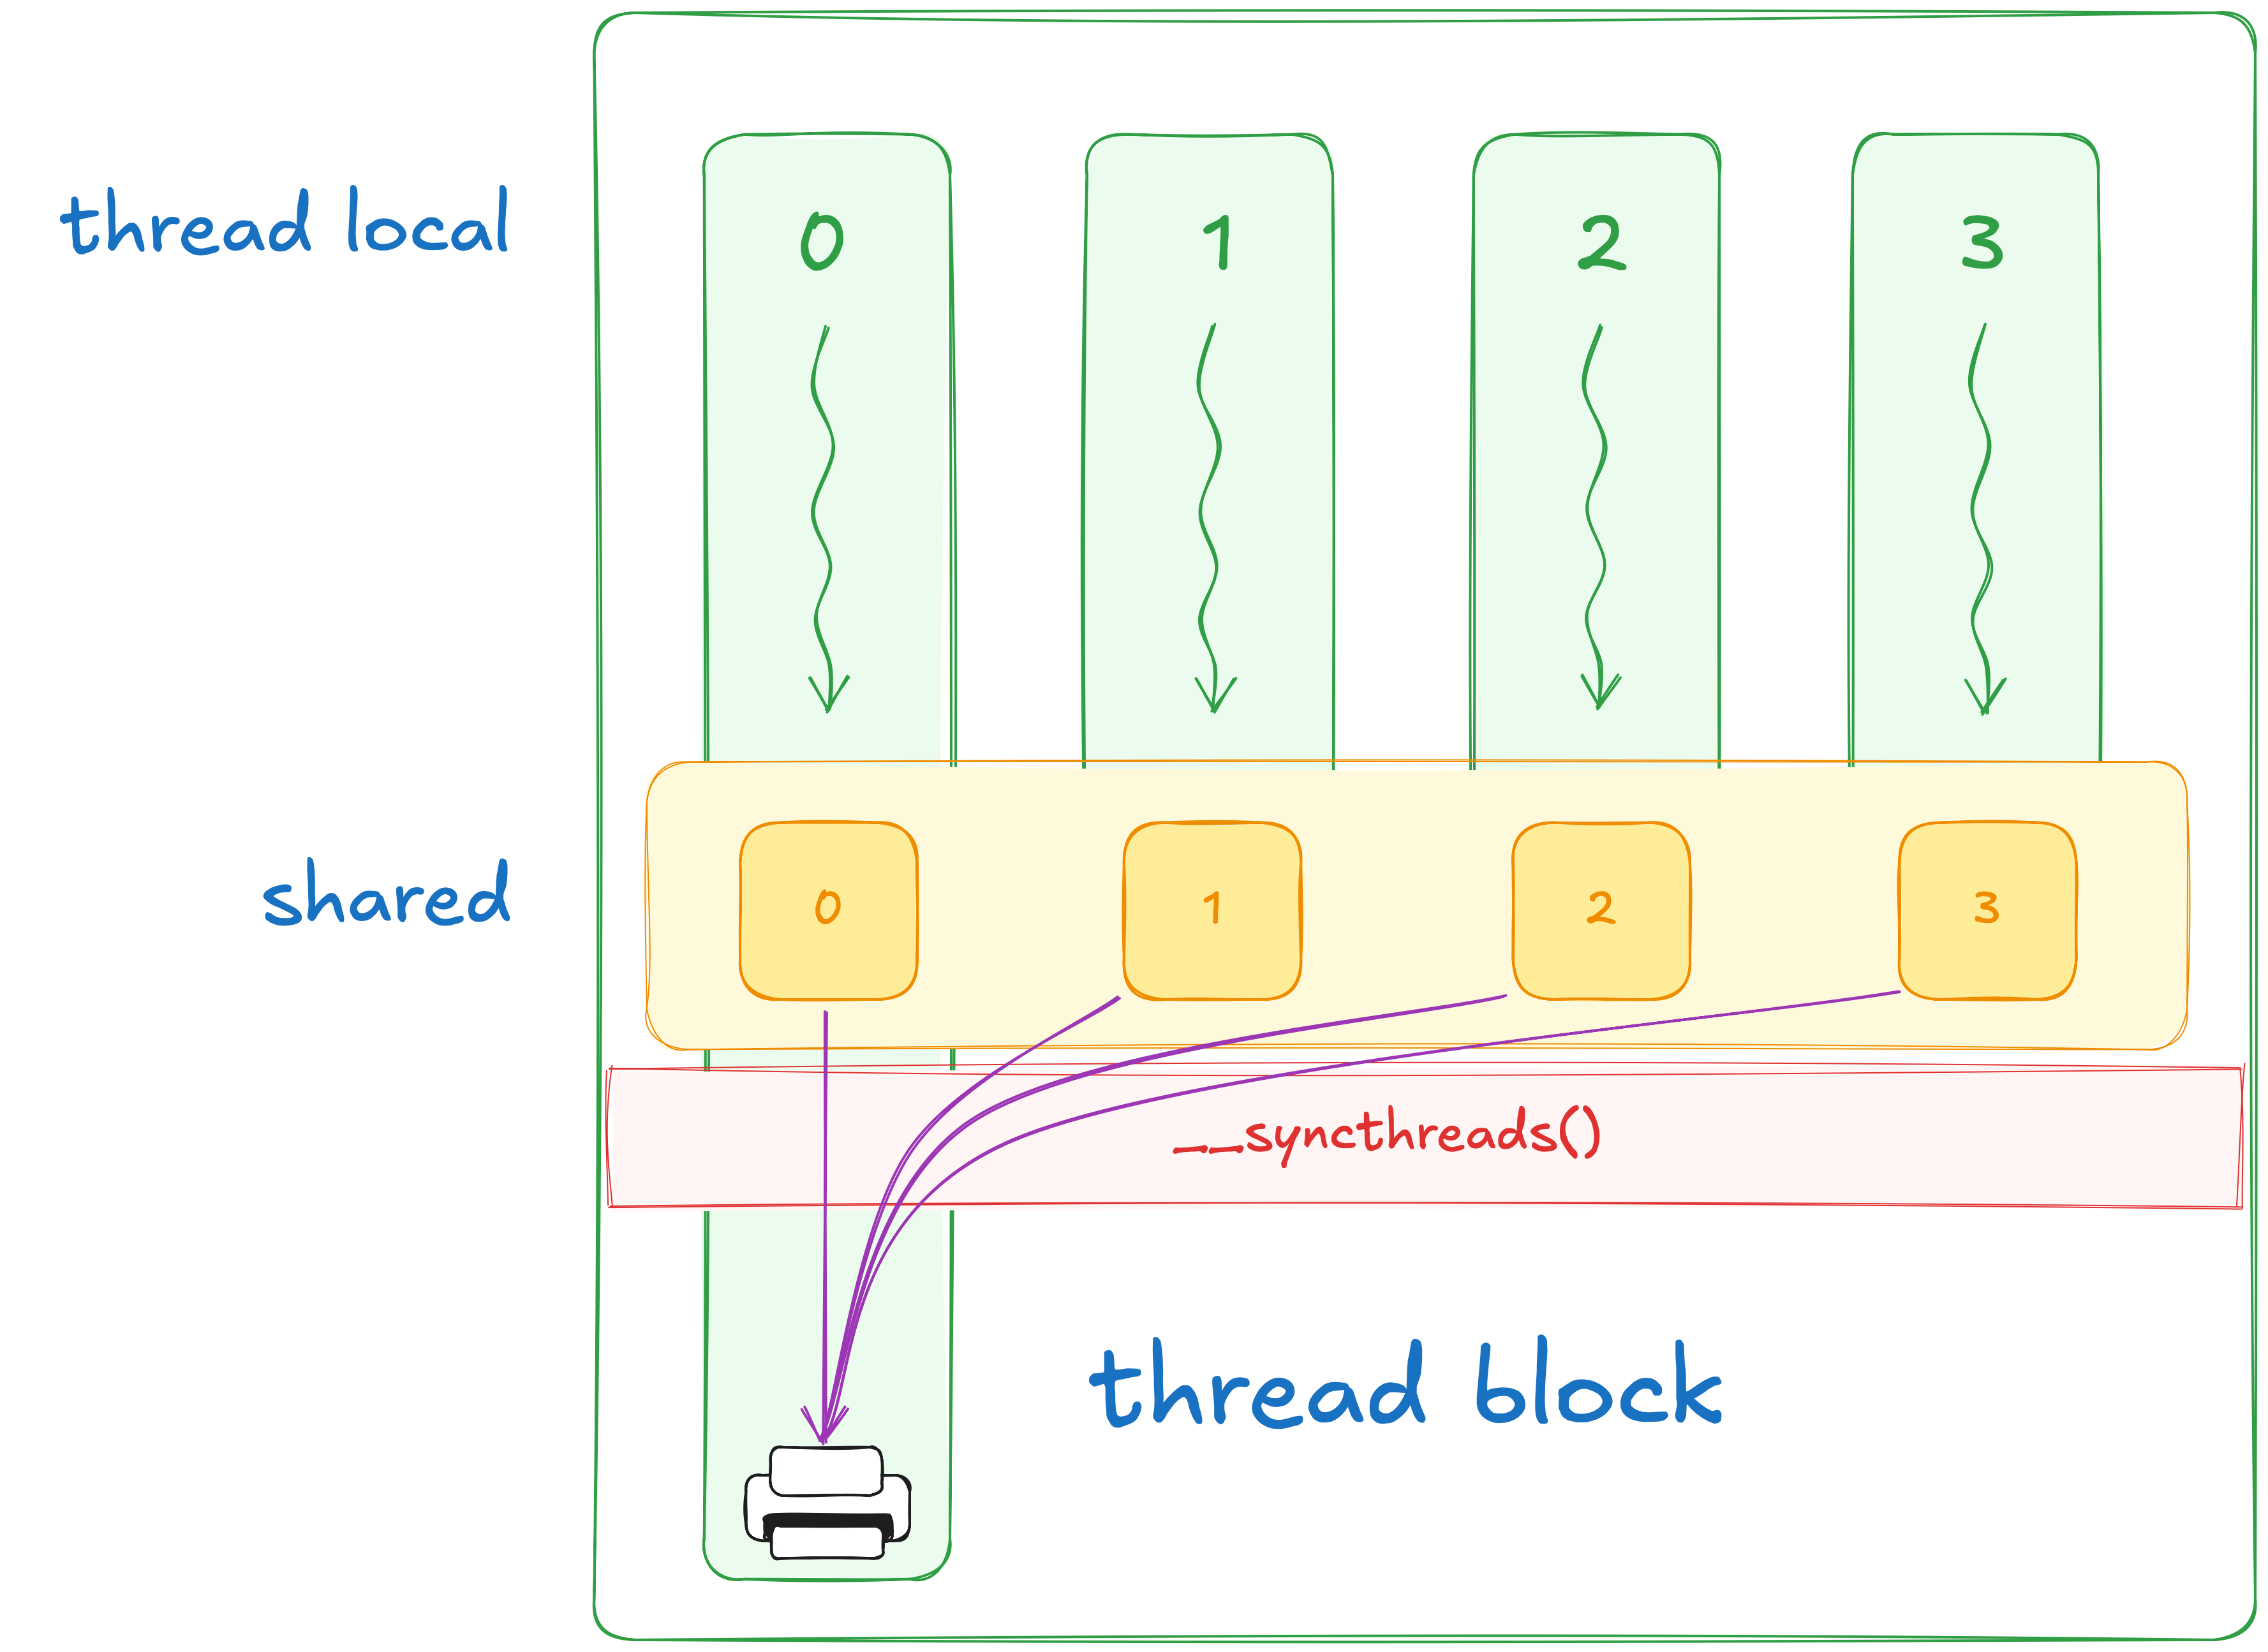 thread local
0 1 2 3
shared
0 1 2 3
__syncthreads()
thread block